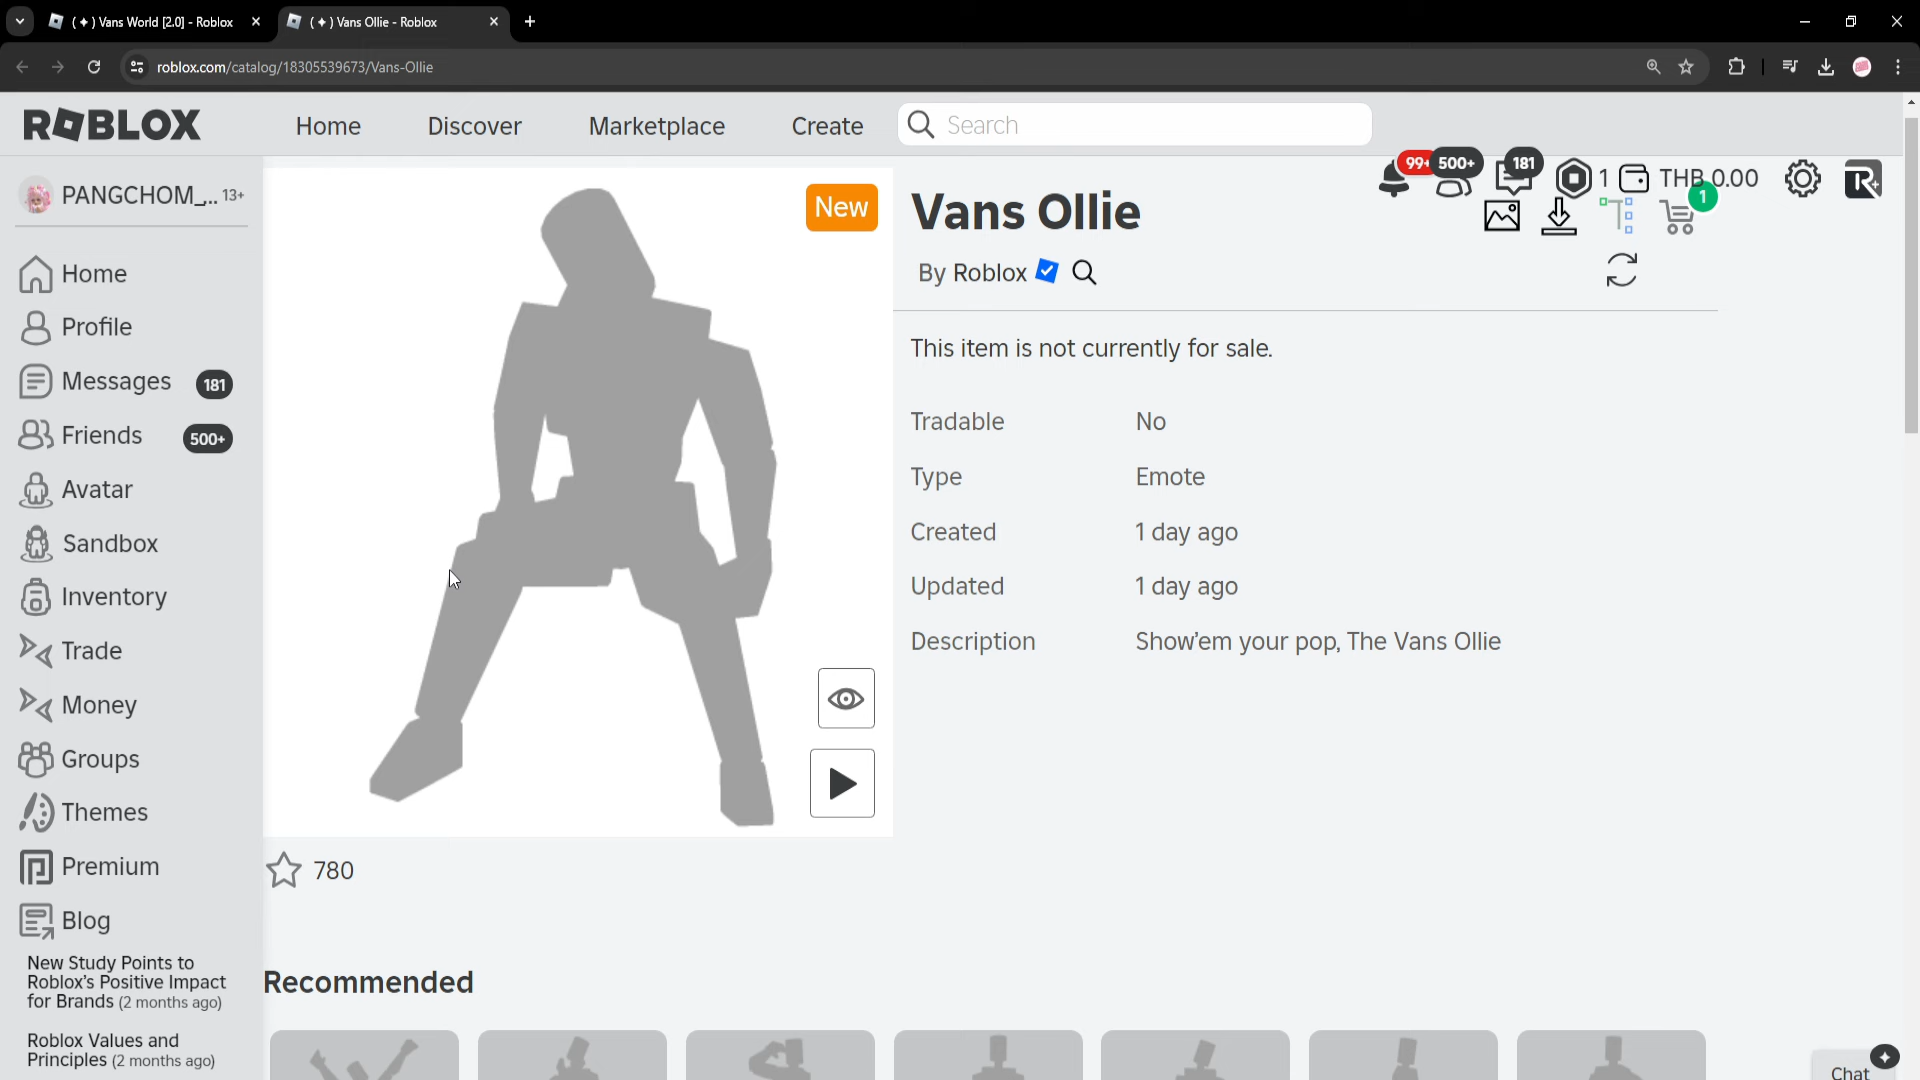 ( ✦ ) Vans World [2.0] - Roblox
( ✦ ) Vans Ollie - Roblox
roblox.com/catalog/18305539673/Vans-Ollie
ROBLOX
Home
Discover
Marketplace
Create
Search
99+
500+
181
1
THB 0.00
1
PANGCHOM_... 13+
Home
Profile
Messages 181
Friends 500+
Avatar
Sandbox
Inventory
Trade
Money
Groups
Themes
Premium
Blog
New Study Points to
Roblox's Positive Impact
for Brands (2 months ago)
Roblox Values and
Principles (2 months ago)
New
780
Vans Ollie
By Roblox
This item is not currently for sale.
Tradable No
Type Emote
Created 1 day ago
Updated 1 day ago
Description Show'em your pop, The Vans Ollie
Recommended
Chat